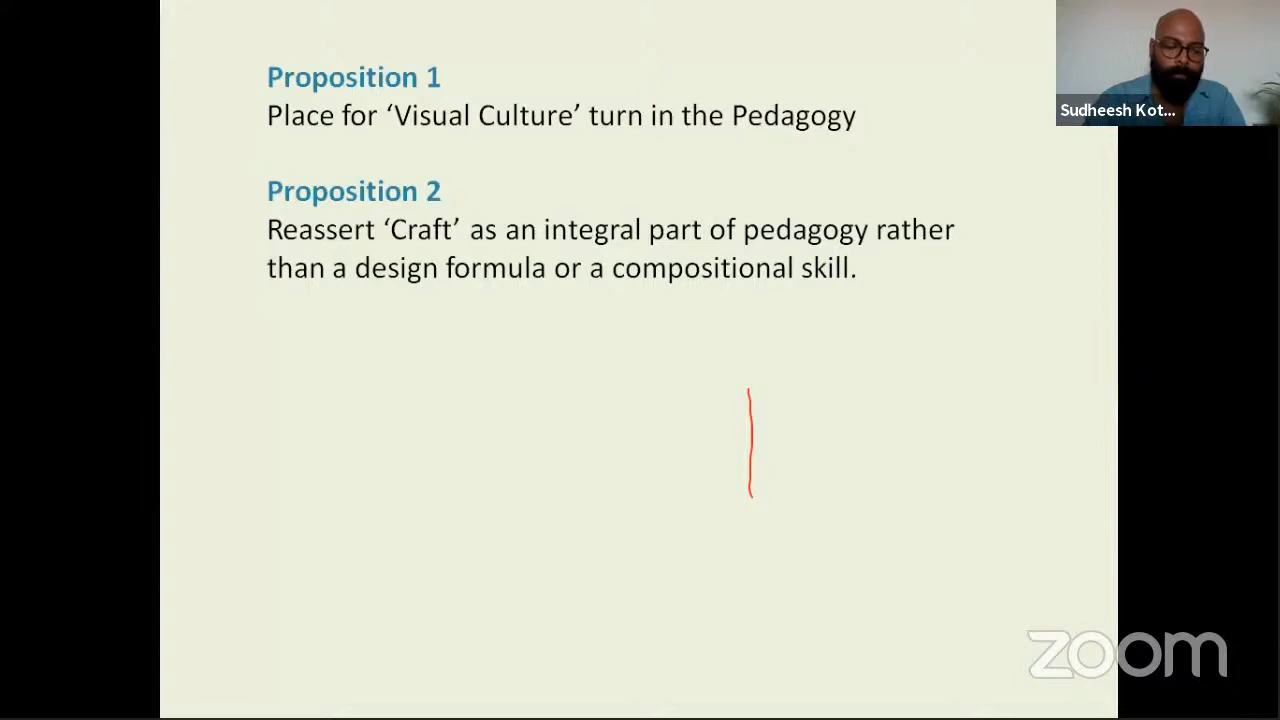 Proposition 1
Place for ‘Visual Culture’ turn in the Pedagogy
Proposition 2
Reassert ‘Craft’ as an integral part of pedagogy rather
than a design formula or a compositional skill.
Sudheesh Kot...
zoom